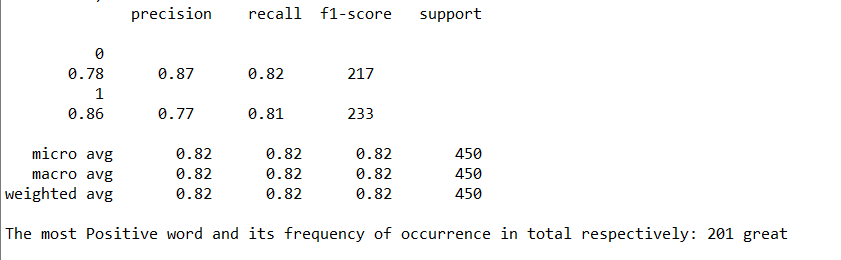 precision recall f1-score support
0
0.78 0.87 0.82 217
1
0.86 0.77 0.81 233
micro avg 0.82 0.82 0.82 450
macro avg 0.82 0.82 0.82 450
weighted avg 0.82 0.82 0.82 450
The most Positive word and its frequency of occurrence in total respectively: 201 great